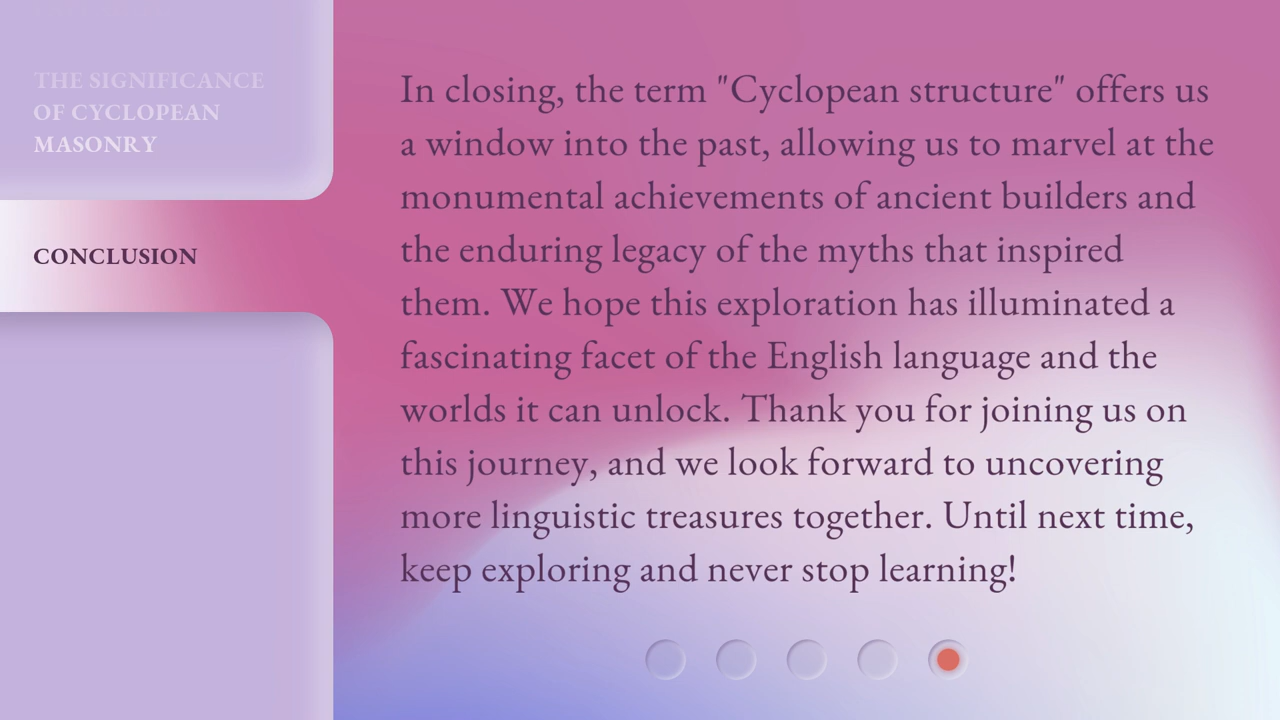 THE SIGNIFICANCE
OF CYCLOPEAN
MASONRY
CONCLUSION
In closing, the term "Cyclopean structure" offers us
a window into the past, allowing us to marvel at the
monumental achievements of ancient builders and
the enduring legacy of the myths that inspired
them. We hope this exploration has illuminated a
fascinating facet of the English language and the
worlds it can unlock. Thank you for joining us on
this journey, and we look forward to uncovering
more linguistic treasures together. Until next time,
keep exploring and never stop learning!